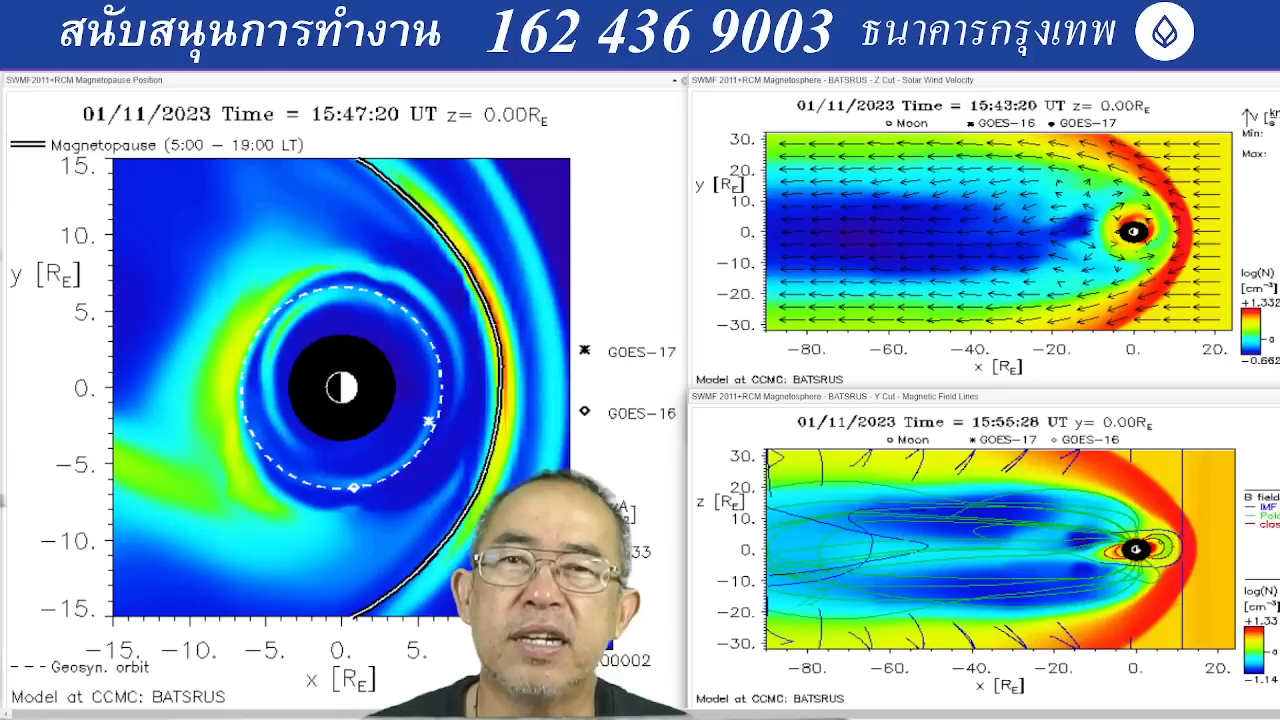 สนับสนุนการทำงาน 162 436 9003 ธนาคารกรุงเทพ
SWMF2011+RCM Magnetopause Position
01/11/2023 Time = 15:47:20 UT z= 0.00RE
Magnetopause (5:00 - 19:00 LT)
15.
10.
5.
0.
-5.
-10.
-15.
y [RE]
-15. -10. -5. 0. 5.
x [RE]
GOES-17
GOES-16
Geosyn. orbit
00002
Model at CCMC: BATSRUS
SWMF 2011+RCM Magnetosphere - BATSRUS - Z Cut - Solar Wind Velocity
01/11/2023 Time = 15:43:20 UT z= 0.00RE
Moon GOES-16 GOES-17
Min:
Max:
30.
20.
10.
0.
-10.
-20.
-30.
y [RE]
-80. -60. -40. -20. 0. 20.
x [RE]
log(N)
[cm-3]
+1.332
-0.662
Model at CCMC: BATSRUS
SWMF 2011+RCM Magnetosphere - BATSRUS - Y Cut - Magnetic Field Lines
01/11/2023 Time = 15:55:28 UT y= 0.00RE
Moon GOES-17 GOES-16
30.
20.
10.
0.
-10.
-20.
-30.
z [RE]
-80. -60. -40. -20. 0. 20.
x [RE]
B field
IMF
clos
log(N)
[cm-3]
+1.33
-1.14
Model at CCMC: BATSRUS